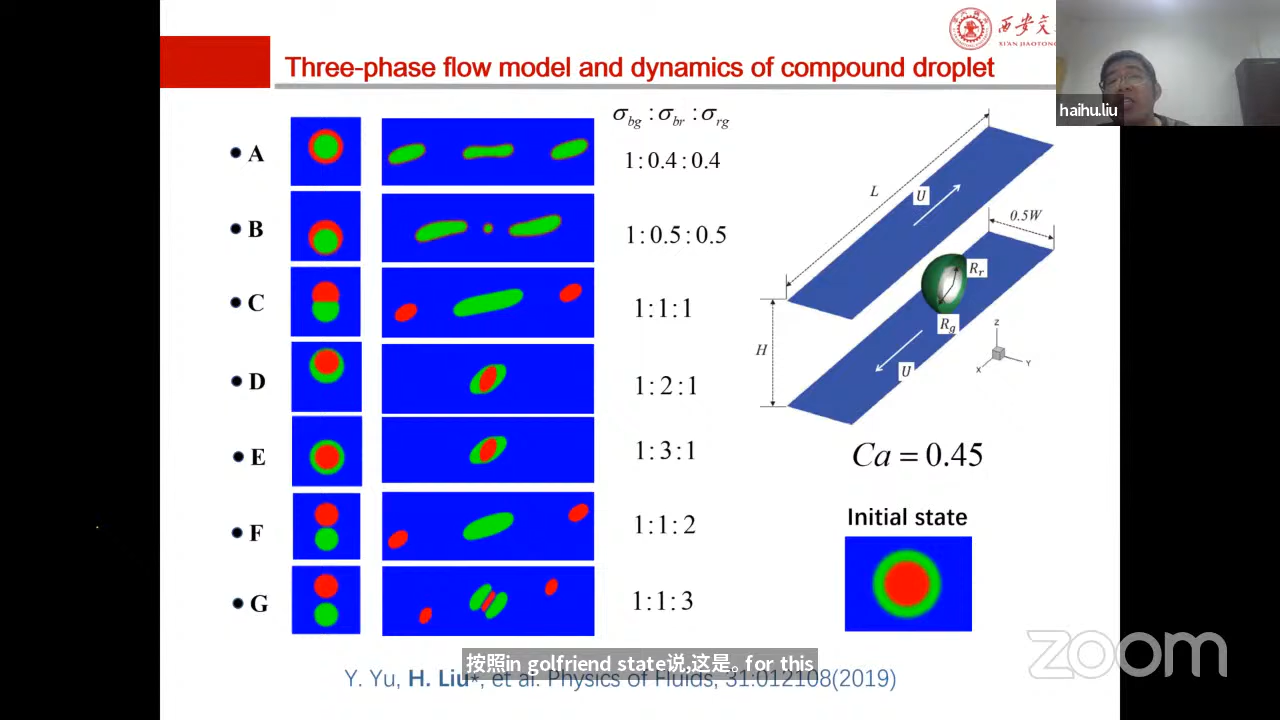 西安交
XI'AN JIAOTONG
Three-phase flow model and dynamics of compound droplet
haihu.liu
σbg : σbr : σrg
• A
1 : 0.4 : 0.4
• B
1 : 0.5 : 0.5
• C
1 : 1 : 1
• D
1 : 2 : 1
• E
1 : 3 : 1
• F
1 : 1 : 2
• G
1 : 1 : 3
L
U
0.5W
Rr
Rg
H
U
Z
X
Y
Ca = 0.45
Initial state
zoom
按照in golfriend state说,这是。for this
Y. Yu, H. Liu*, et al. Physics of Fluids, 31:012108(2019)